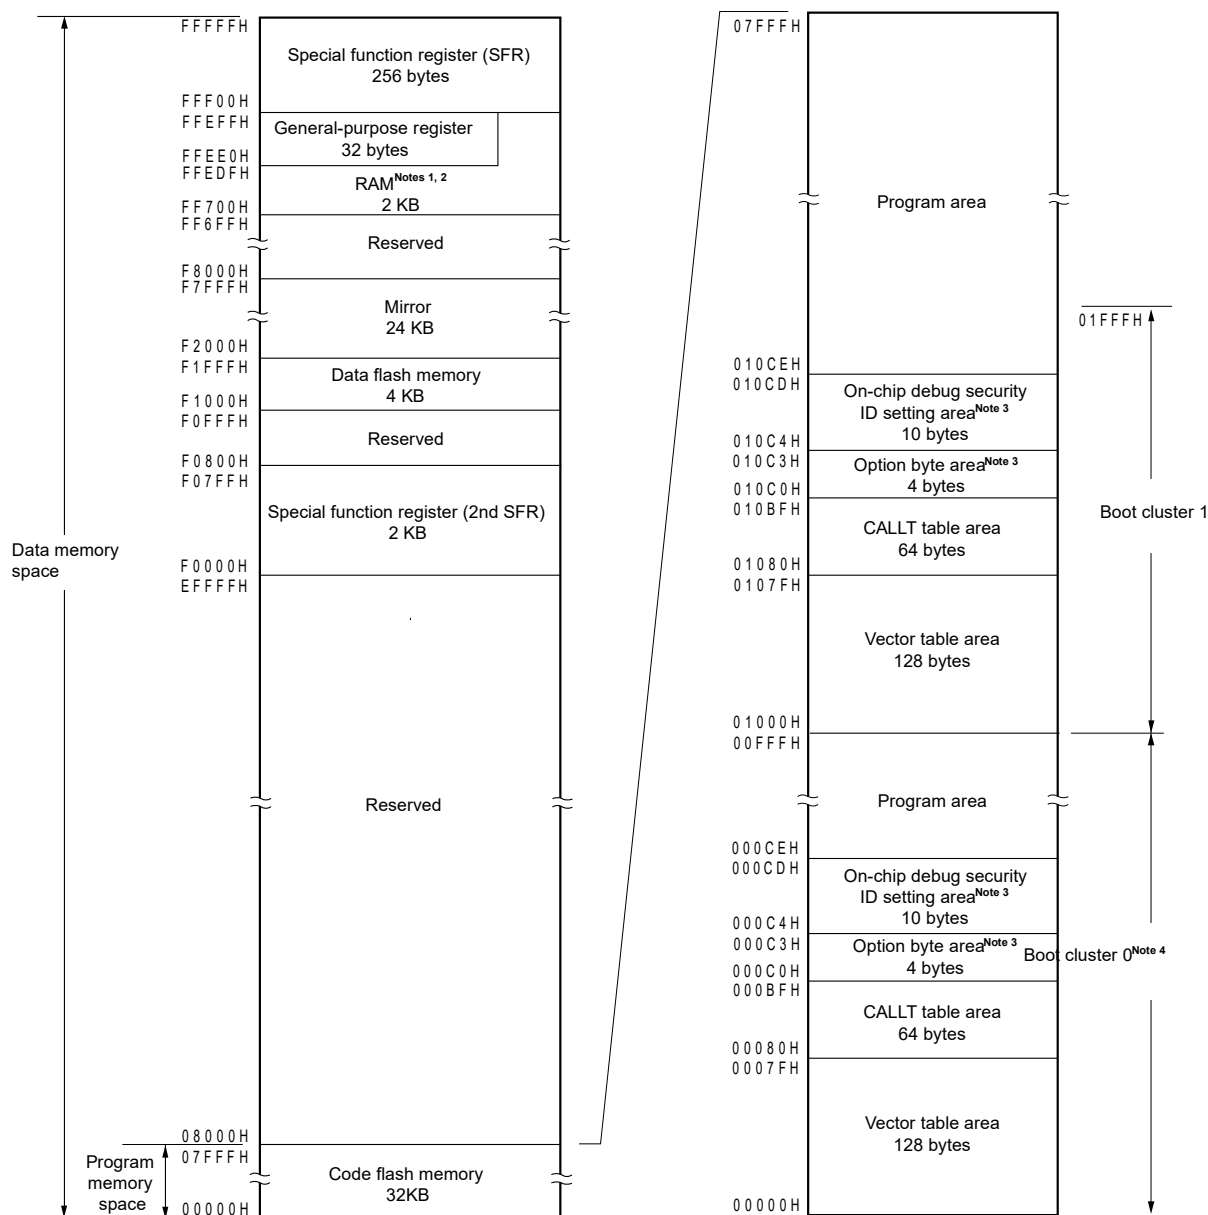 FFFFFH
Special function register (SFR)
256 bytes
FFF00H
FFEFFH
General-purpose register
32 bytes
FFEE0H
FFEDFH
RAMNotes 1, 2
2 KB
FF700H
FF6FFH
Reserved
F8000H
F7FFFH
Mirror
24 KB
F2000H
F1FFFH
Data flash memory
4 KB
F1000H
F0FFFH
Reserved
F0800H
F07FFH
Special function register (2nd SFR)
2 KB
F0000H
EFFFFH
Data memory
space
Reserved
08000H
07FFFH
Program
memory
space
Code flash memory
32KB
00000H
07FFFH
Program area
01FFFH
010CEH
010CDH
On-chip debug security
ID setting areaNote 3
10 bytes
010C4H
010C3H
Option byte areaNote 3
4 bytes
010C0H
010BFH
Boot cluster 1
CALLT table area
64 bytes
01080H
0107FH
Vector table area
128 bytes
01000H
00FFFH
Program area
000CEH
000CDH
On-chip debug security
ID setting areaNote 3
10 bytes
000C4H
000C3H
Option byte areaNote 3
4 bytes
Boot cluster 0Note 4
000C0H
000BFH
CALLT table area
64 bytes
00080H
0007FH
Vector table area
128 bytes
00000H